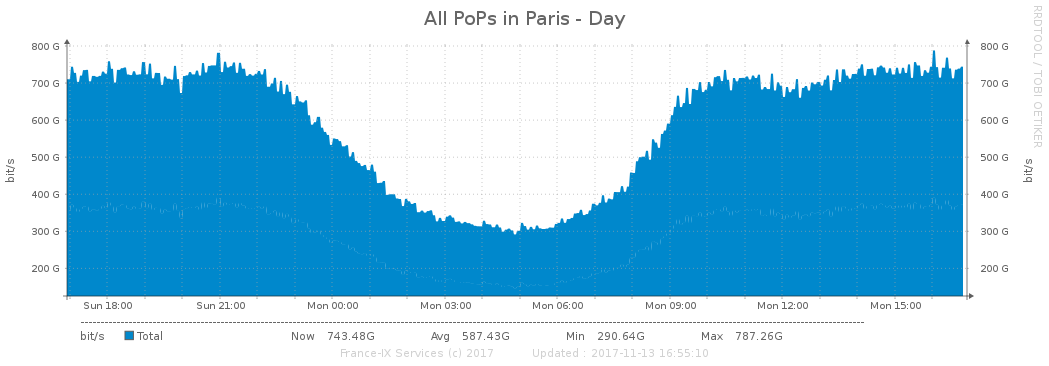 All PoPs in Paris - Day
RRDTOOL / TOBI OETIKER
800 G 800 G
700 G 700 G
600 G 600 G
500 G 500 G
400 G 400 G
300 G 300 G
200 G 200 G
bit/s bit/s
Sun 18:00 Sun 21:00 Mon 00:00 Mon 03:00 Mon 06:00 Mon 09:00 Mon 12:00 Mon 15:00
bit/s Total Now 743.48G Avg 587.43G Min 290.64G Max 787.26G
France-IX Services (c) 2017 Updated : 2017-11-13 16:55:10